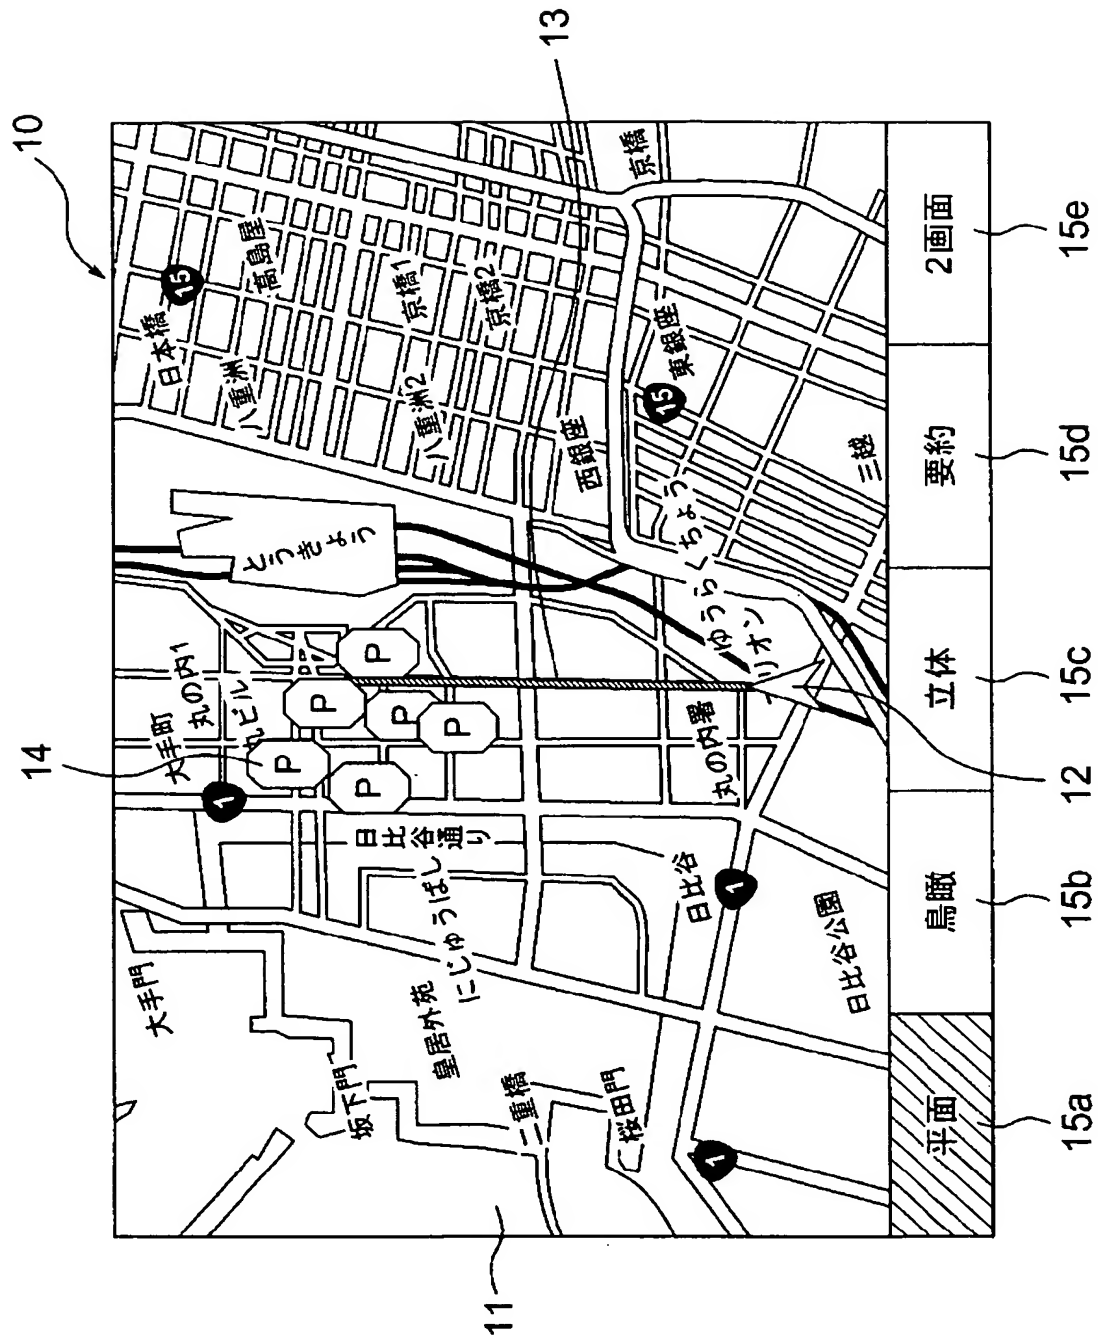 10
13
14
11
12
日本橋
15
高島屋
八重洲
京橋1
京橋2
八重洲2
京橋
西銀座
東銀座
15
三越
とうきょう
ゆうらくちょう
マリオン
大手町
丸の内1
丸ビル
P
P
P
P
P
P
1
日比谷通り
丸の内署
にじゅうばし
日比谷
1
日比谷公園
大手門
坂下門
皇居外苑
二重橋
桜田門
1
平面
鳥瞰
立体
要約
2画面
15a
15b
15c
15d
15e